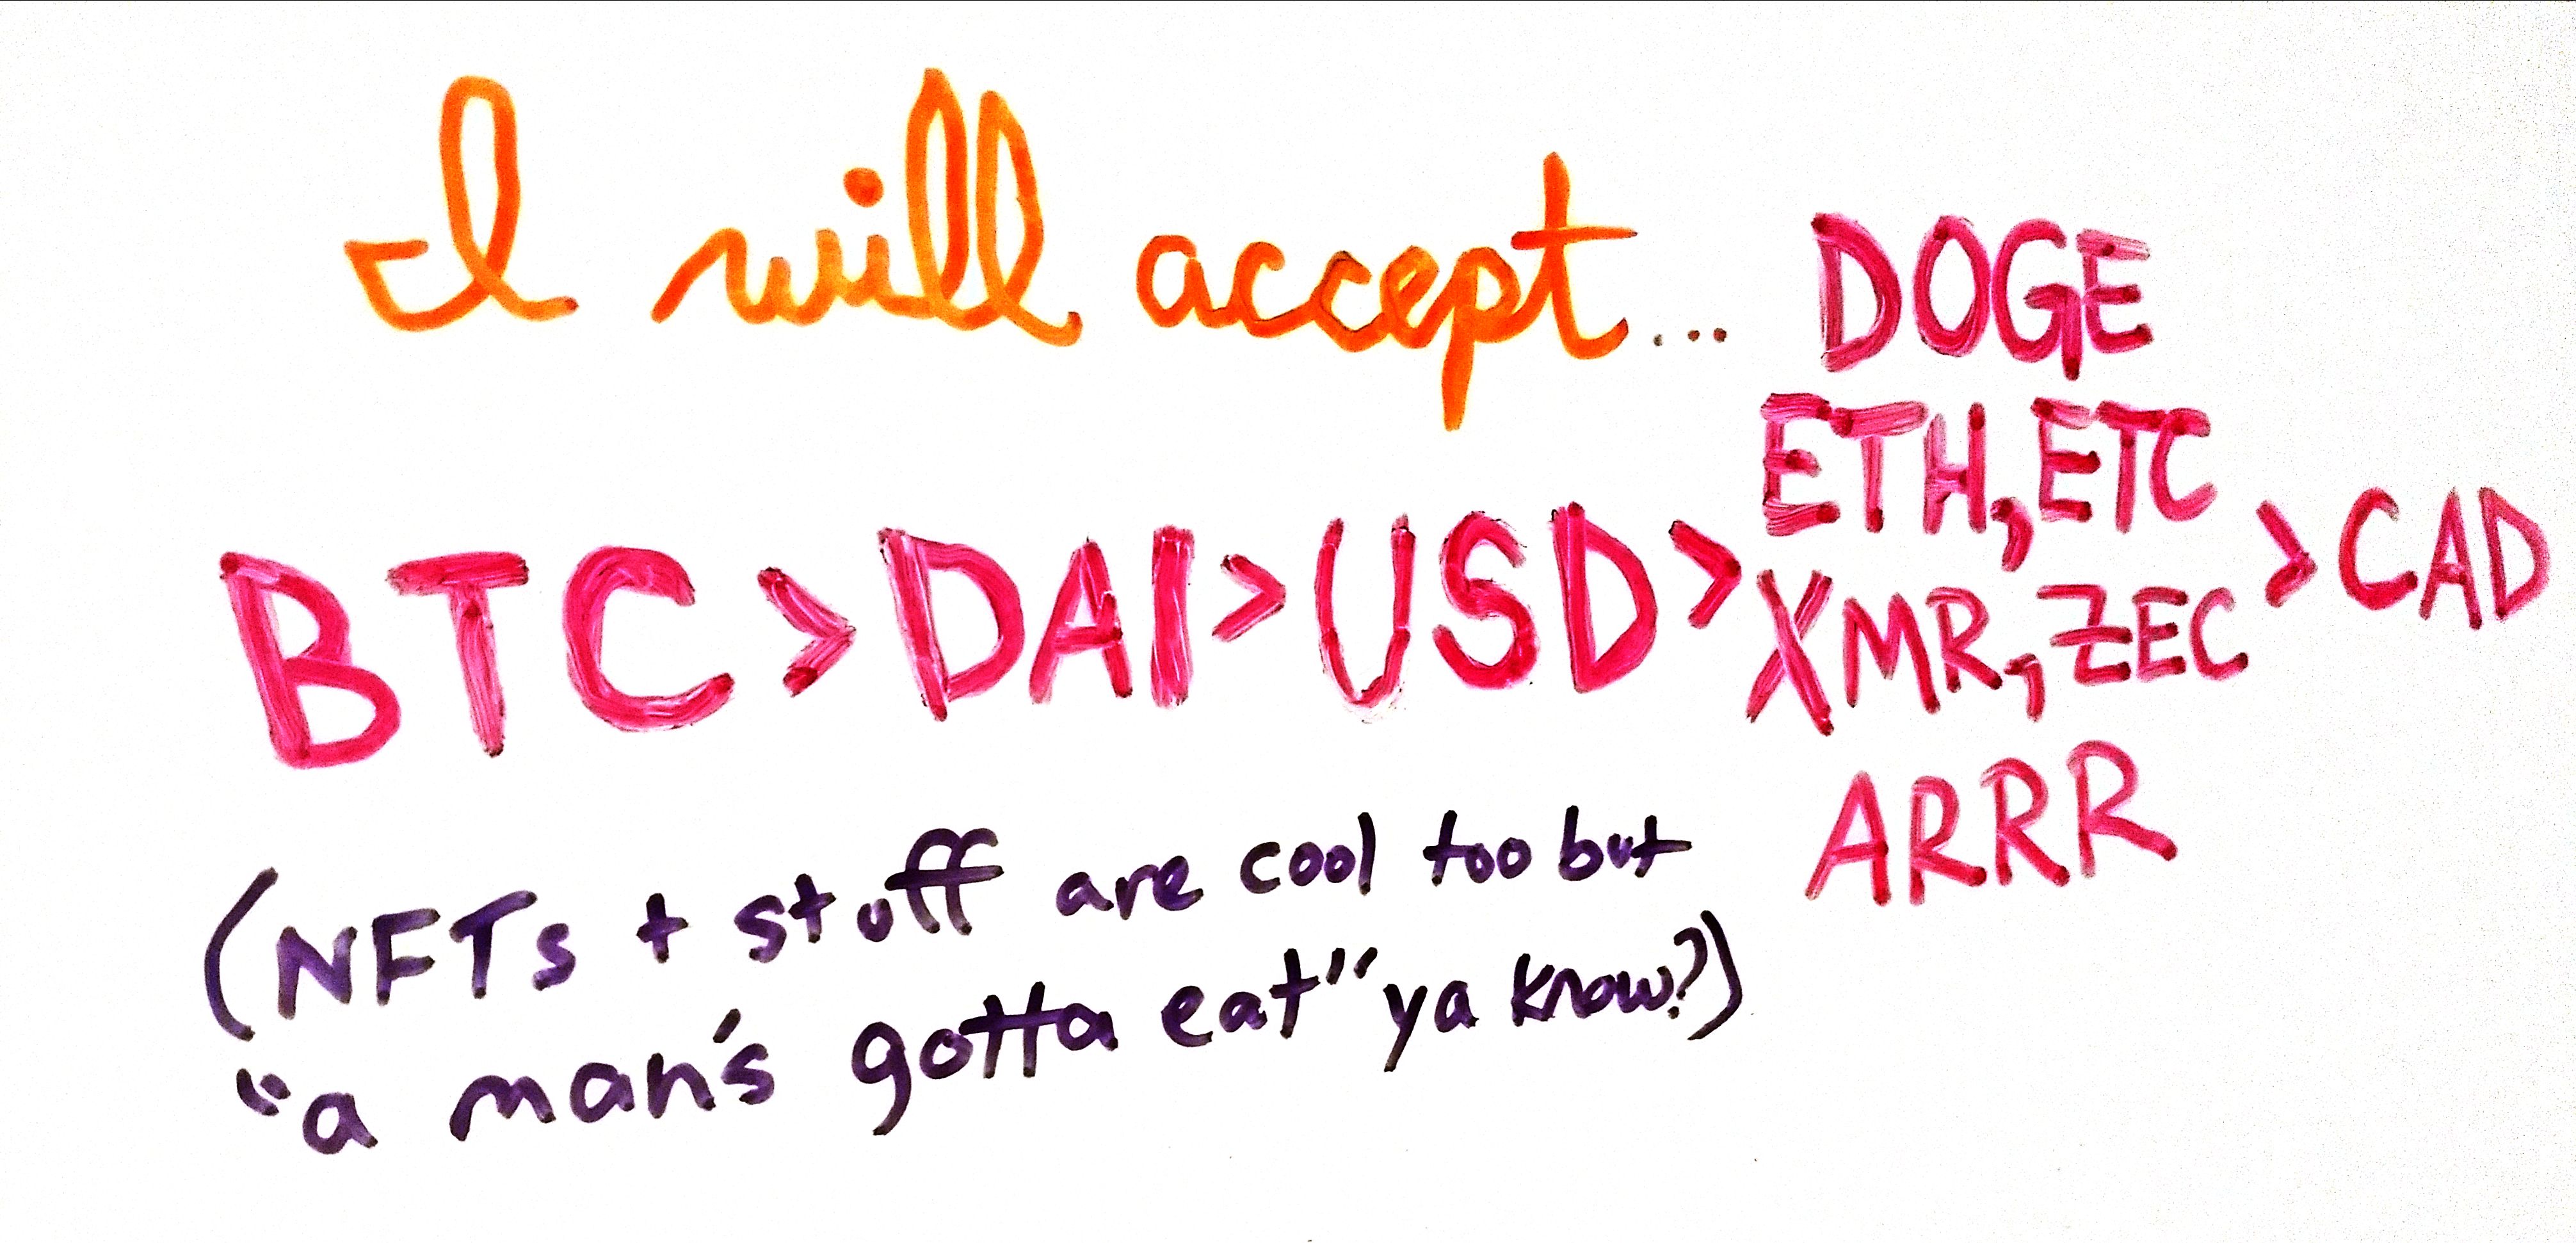 I will accept...
DOGE
ETH, ETC
BTC > DAI > USD > XMR, ZEC > CAD
ARRR
(NFTs + stuff are cool too but
"a man's gotta eat" ya know?)